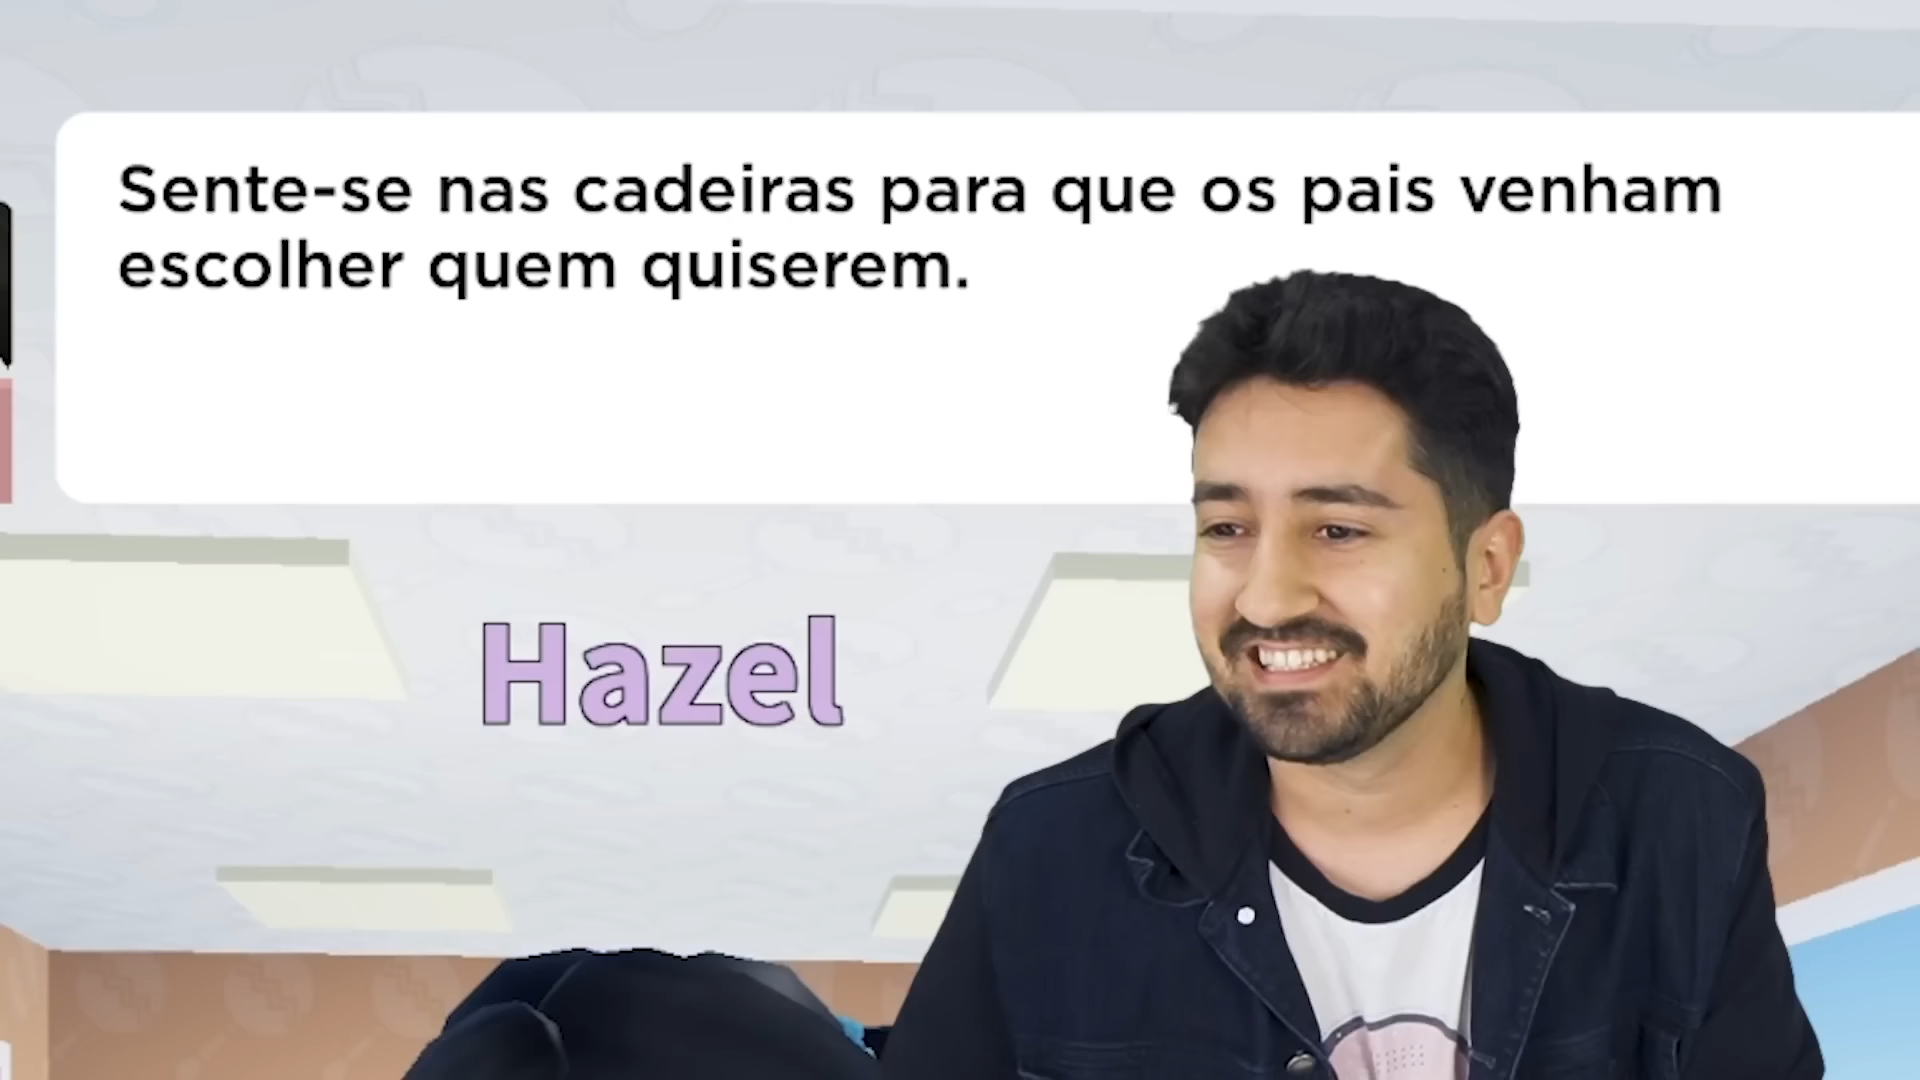 Sente-se nas cadeiras para que os pais venham
escolher quem quiserem.
Hazel